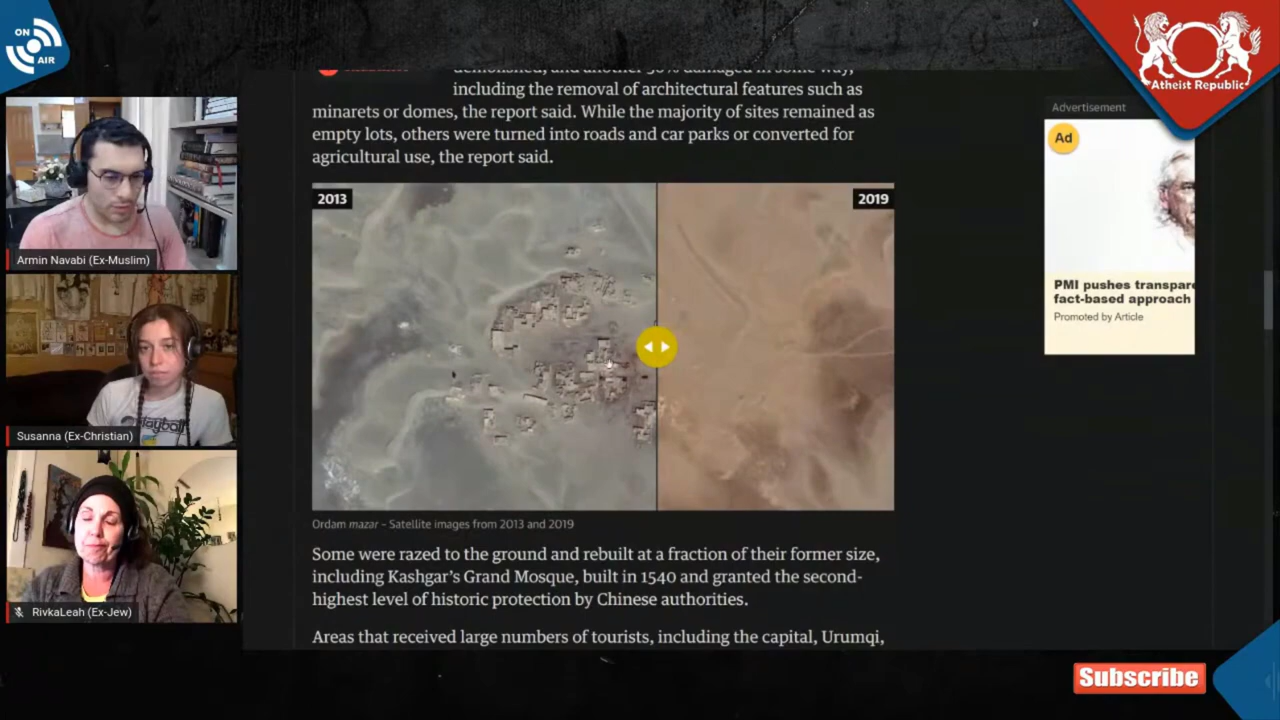 ON
AIR
Atheist Republic
including the removal of architectural features such as
minarets or domes, the report said. While the majority of sites remained as
empty lots, others were turned into roads and car parks or converted for
agricultural use, the report said.
Advertisement
Ad
PMI pushes transpare
fact-based approach
Promoted by Article
2013
2019
Ordam mazar – Satellite images from 2013 and 2019
Some were razed to the ground and rebuilt at a fraction of their former size,
including Kashgar's Grand Mosque, built in 1540 and granted the second-
highest level of historic protection by Chinese authorities.
Areas that received large numbers of tourists, including the capital, Urumqi,
Armin Navabi (Ex-Muslim)
Susanna (Ex-Christian)
RivkaLeah (Ex-Jew)
Subscribe